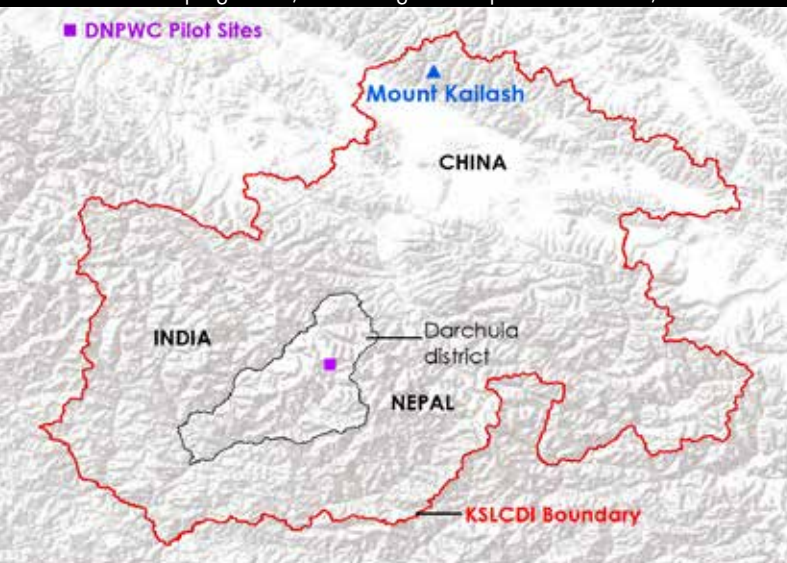 DNPWC Pilot Sites
Mount Kailash
CHINA
INDIA
Darchula
district
NEPAL
KSLCDI Boundary